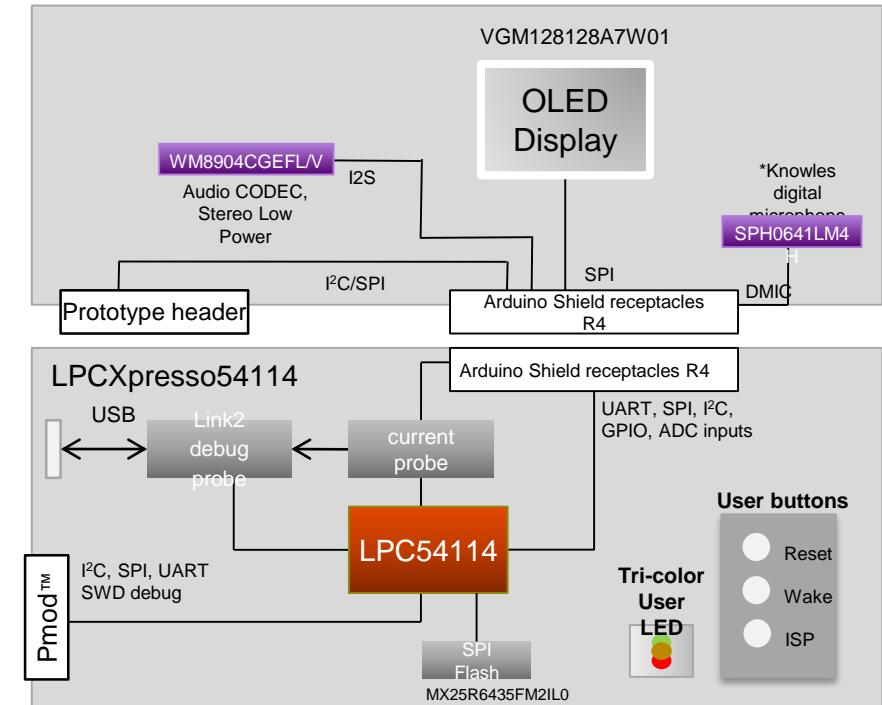 VGM128128A7W01
OLED
Display
WM8904CGEFL/V
I2S
Audio CODEC,
Stereo Low
Power
*Knowles
digital
microphone
SPH0641LM4
H
I²C/SPI
SPI
DMIC
Prototype header
Arduino Shield receptacles
R4
LPCXpresso54114
Arduino Shield receptacles R4
USB
Link2
debug
probe
current
probe
UART, SPI, I²C,
GPIO, ADC inputs
LPC54114
User buttons
Reset
Wake
ISP
Pmod™
I²C, SPI, UART
SWD debug
Tri-color
User
LED
SPI
Flash
MX25R6435FM2IL0